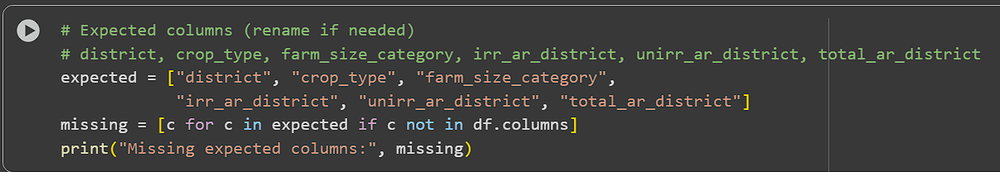 # Expected columns (rename if needed)
# district, crop_type, farm_size_category, irr_ar_district, unirr_ar_district, total_ar_district
expected = ["district", "crop_type", "farm_size_category",
            "irr_ar_district", "unirr_ar_district", "total_ar_district"]
missing = [c for c in expected if c not in df.columns]
print("Missing expected columns:", missing)